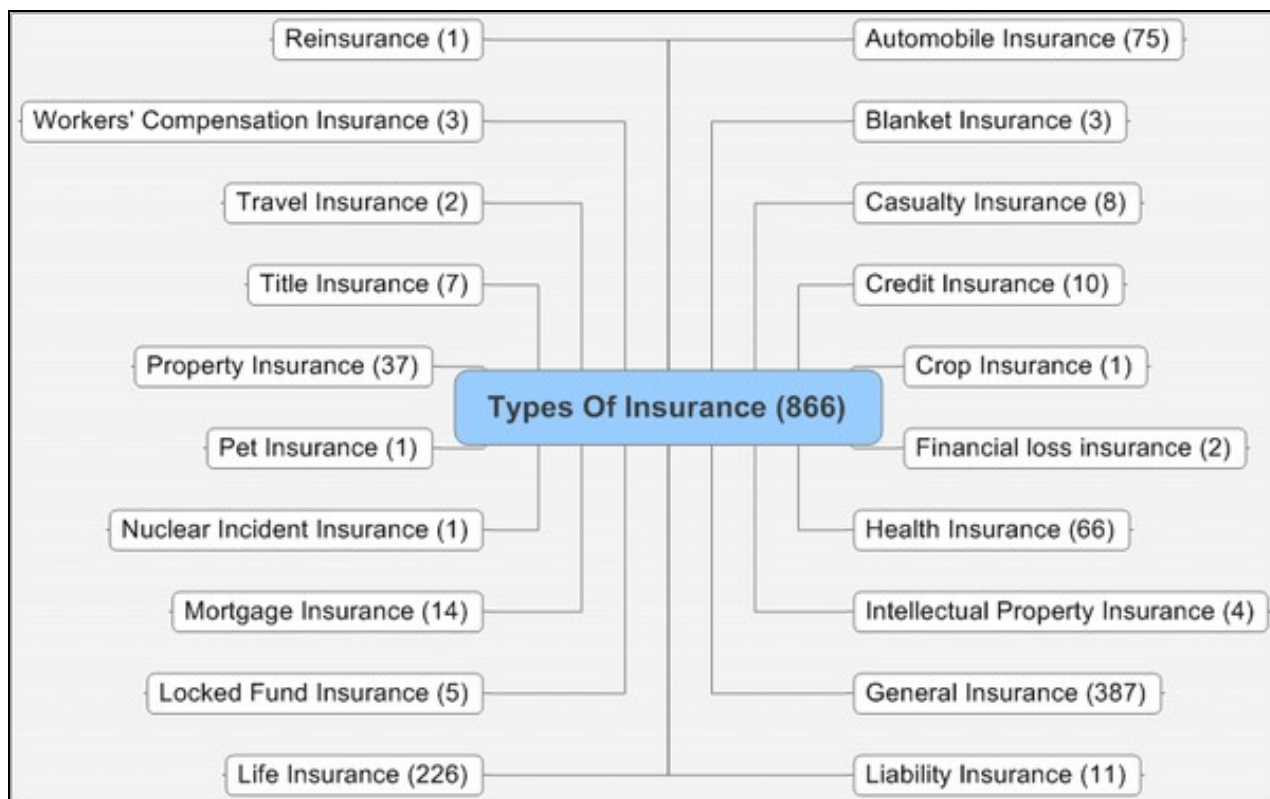 Reinsurance (1)
Automobile Insurance (75)
Workers' Compensation Insurance (3)
Blanket Insurance (3)
Travel Insurance (2)
Casualty Insurance (8)
Title Insurance (7)
Credit Insurance (10)
Property Insurance (37)
Crop Insurance (1)
Types Of Insurance (866)
Pet Insurance (1)
Financial loss insurance (2)
Nuclear Incident Insurance (1)
Health Insurance (66)
Mortgage Insurance (14)
Intellectual Property Insurance (4)
Locked Fund Insurance (5)
General Insurance (387)
Life Insurance (226)
Liability Insurance (11)